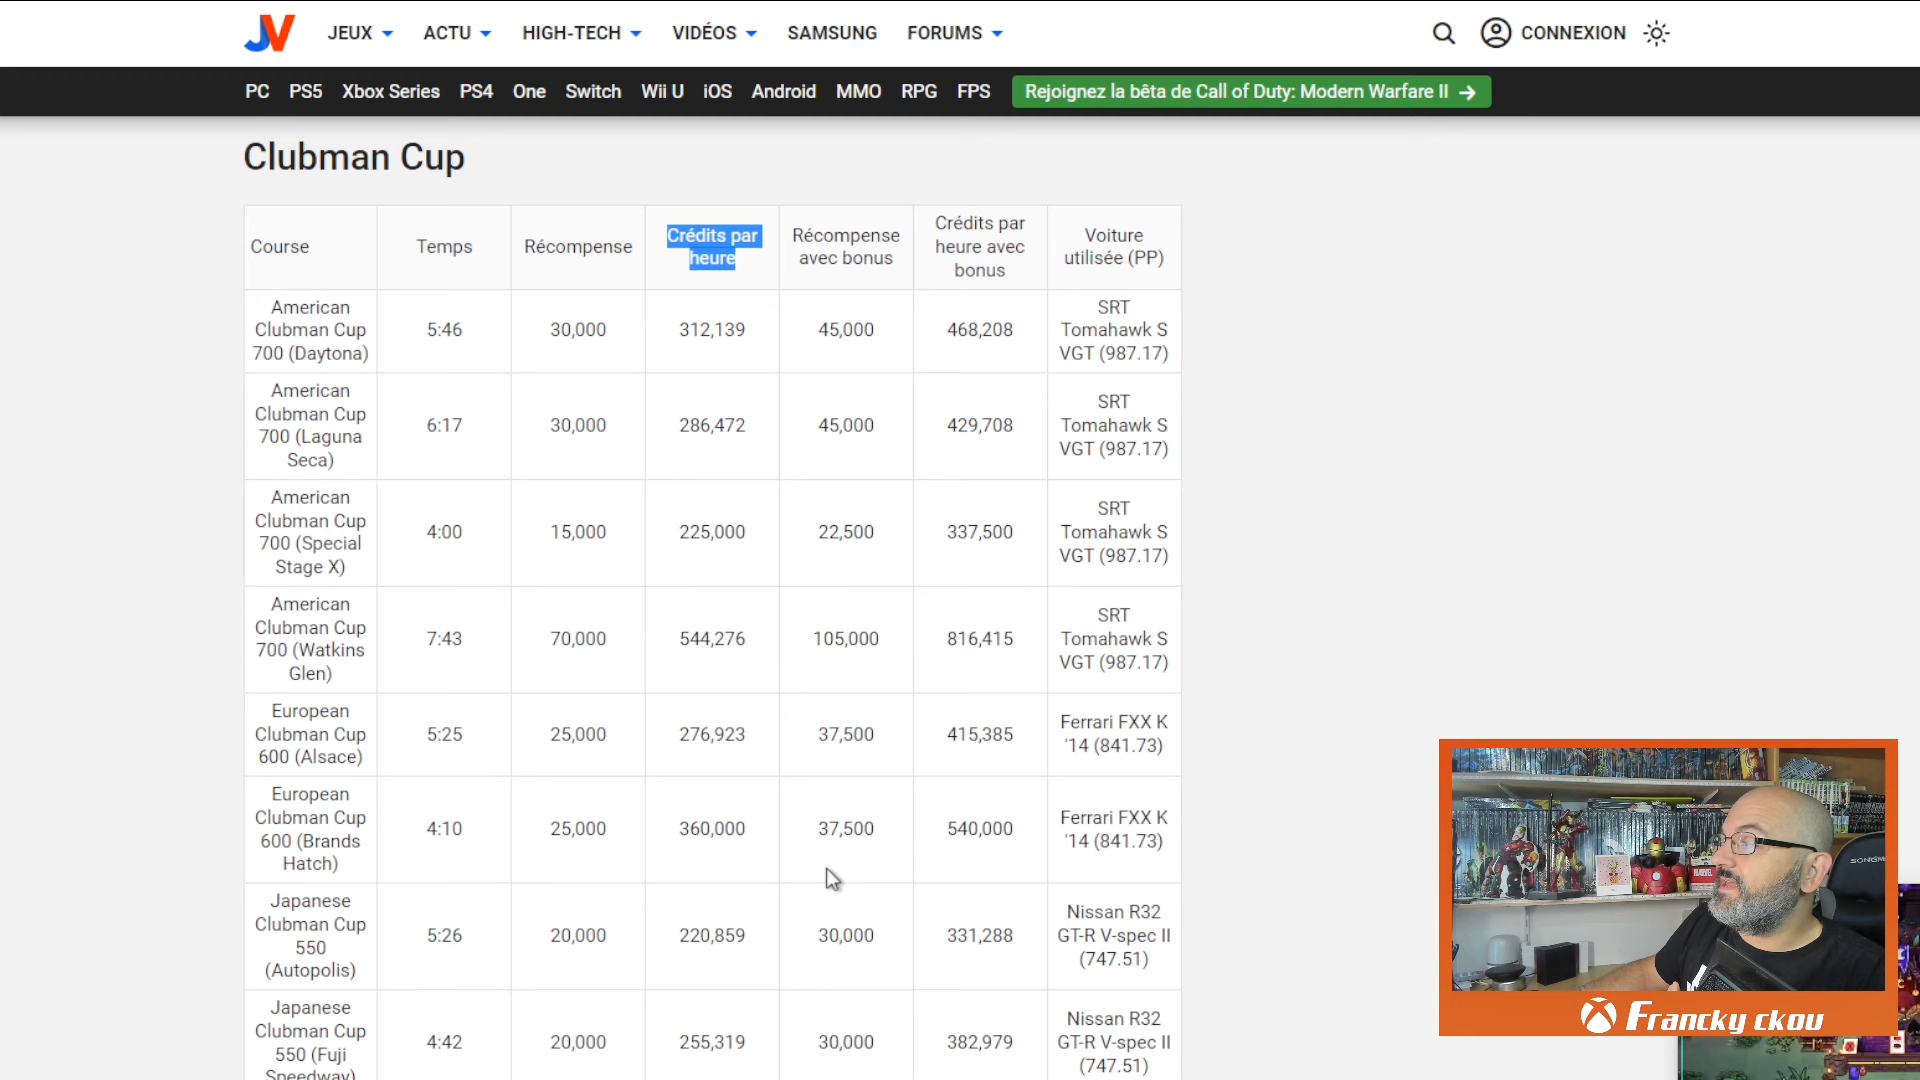 JV
JEUX
ACTU
HIGH-TECH
VIDÉOS
SAMSUNG
FORUMS
CONNEXION
PC
PS5
Xbox Series
PS4
One
Switch
Wii U
iOS
Android
MMO
RPG
FPS
Rejoignez la bêta de Call of Duty: Modern Warfare II →
Clubman Cup
Course
Temps
Récompense
Crédits par
heure
Récompense
avec bonus
Crédits par
heure avec
bonus
Voiture
utilisée (PP)
American
Clubman Cup
700 (Daytona)
5:46
30,000
312,139
45,000
468,208
SRT
Tomahawk S
VGT (987.17)
American
Clubman Cup
700 (Laguna
Seca)
6:17
30,000
286,472
45,000
429,708
SRT
Tomahawk S
VGT (987.17)
American
Clubman Cup
700 (Special
Stage X)
4:00
15,000
225,000
22,500
337,500
SRT
Tomahawk S
VGT (987.17)
American
Clubman Cup
700 (Watkins
Glen)
7:43
70,000
544,276
105,000
816,415
SRT
Tomahawk S
VGT (987.17)
European
Clubman Cup
600 (Alsace)
5:25
25,000
276,923
37,500
415,385
Ferrari FXX K
'14 (841.73)
European
Clubman Cup
600 (Brands
Hatch)
4:10
25,000
360,000
37,500
540,000
Ferrari FXX K
'14 (841.73)
Japanese
Clubman Cup
550
(Autopolis)
5:26
20,000
220,859
30,000
331,288
Nissan R32
GT-R V-spec II
(747.51)
Japanese
Clubman Cup
550 (Fuji
Speedway)
4:42
20,000
255,319
30,000
382,979
Nissan R32
GT-R V-spec II
(747.51)
SONGM
MARVEL
Francky ckou